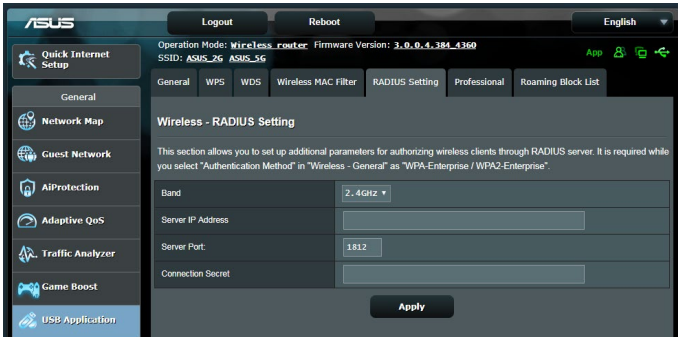 ASUS
Logout
Reboot
English
Quick Internet Setup
Operation Mode: Wireless router Firmware Version: 3.0.0.4.384_4360
SSID: ASUS_2G ASUS_5G
App
General
WPS
WDS
Wireless MAC Filter
RADIUS Setting
Professional
Roaming Block List
General
Network Map
Guest Network
AiProtection
Adaptive QoS
Traffic Analyzer
Game Boost
USB Application
Wireless - RADIUS Setting
This section allows you to set up additional parameters for authorizing wireless clients through RADIUS server. It is required while
you select "Authentication Method" in "Wireless - General" as "WPA-Enterprise / WPA2-Enterprise".
Band
2.4GHz
Server IP Address
Server Port:
1812
Connection Secret
Apply